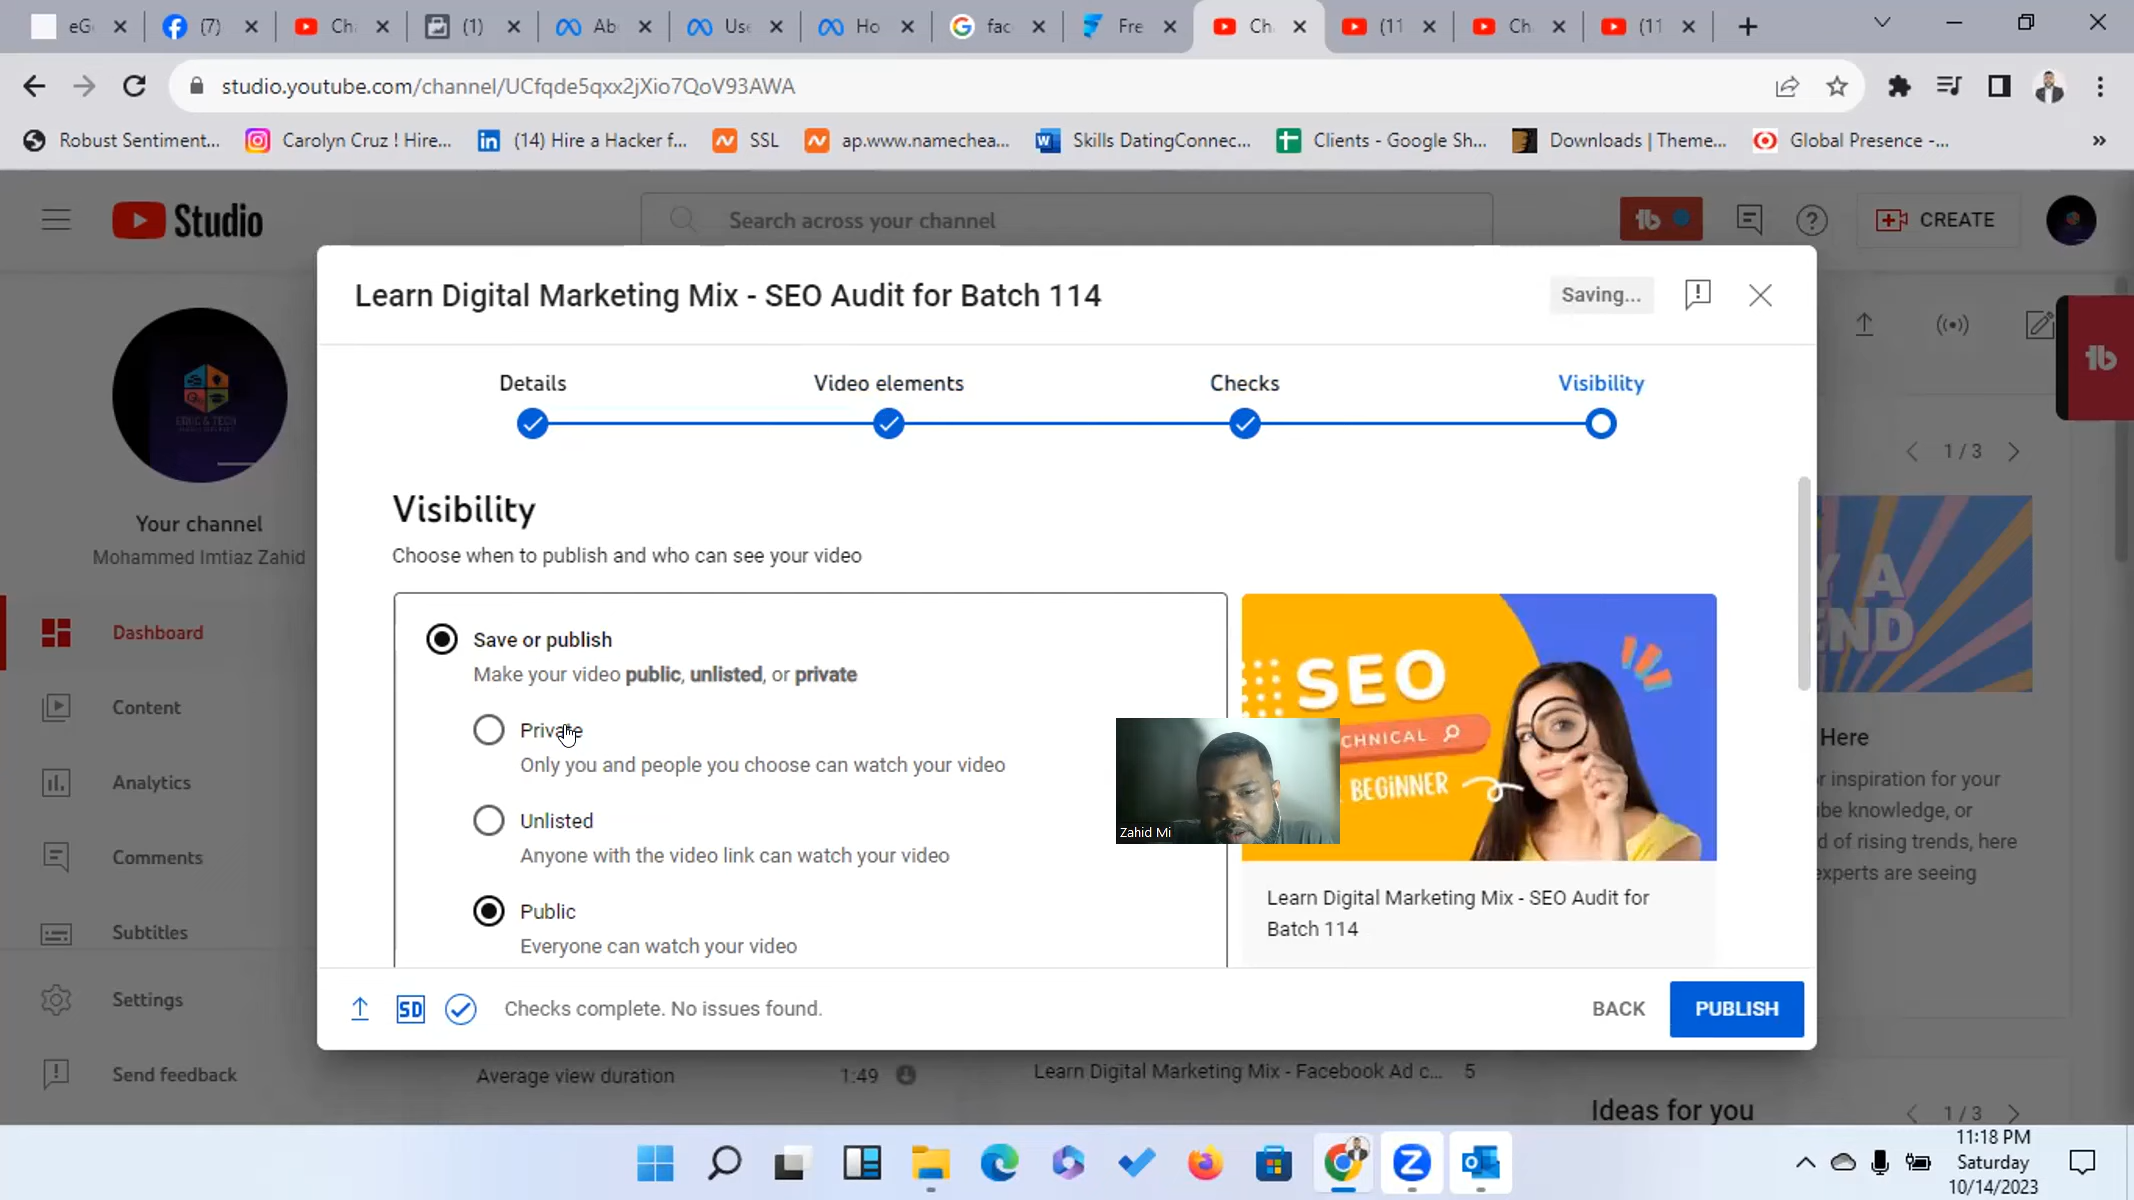 eG
(7)
Ch
(1)
Ab
Use
Ho
fac
Fre
Ch
(11
Ch
(11
studio.youtube.com/channel/UCfqde5qxx2jXio7QoV93AWA
Robust Sentiment...
Carolyn Cruz ! Hire...
(14) Hire a Hacker f...
SSL
ap.www.namechea...
Skills DatingConnec...
Clients - Google Sh...
Downloads | Theme...
Global Presence -...
Studio
Search across your channel
CREATE
Learn Digital Marketing Mix - SEO Audit for Batch 114
Saving...
Details
Video elements
Checks
Visibility
EDUC & TECH
Your channel
Mohammed Imtiaz Zahid
Dashboard
Content
Analytics
Comments
Subtitles
Settings
Send feedback
Visibility
Choose when to publish and who can see your video
Save or publish
Make your video public, unlisted, or private
Private
Only you and people you choose can watch your video
Unlisted
Anyone with the video link can watch your video
Public
Everyone can watch your video
SEO
CHNICAL
BEGINNER
Zahid Mi
Learn Digital Marketing Mix - SEO Audit for
Batch 114
SD
Checks complete. No issues found.
BACK
PUBLISH
1 / 3
Y A
END
Here
r inspiration for your
be knowledge, or
d of rising trends, here
experts are seeing
Average view duration
1:49
Learn Digital Marketing Mix - Facebook Ad c...
5
Ideas for you
1 / 3
11:18 PM
Saturday
10/14/2023